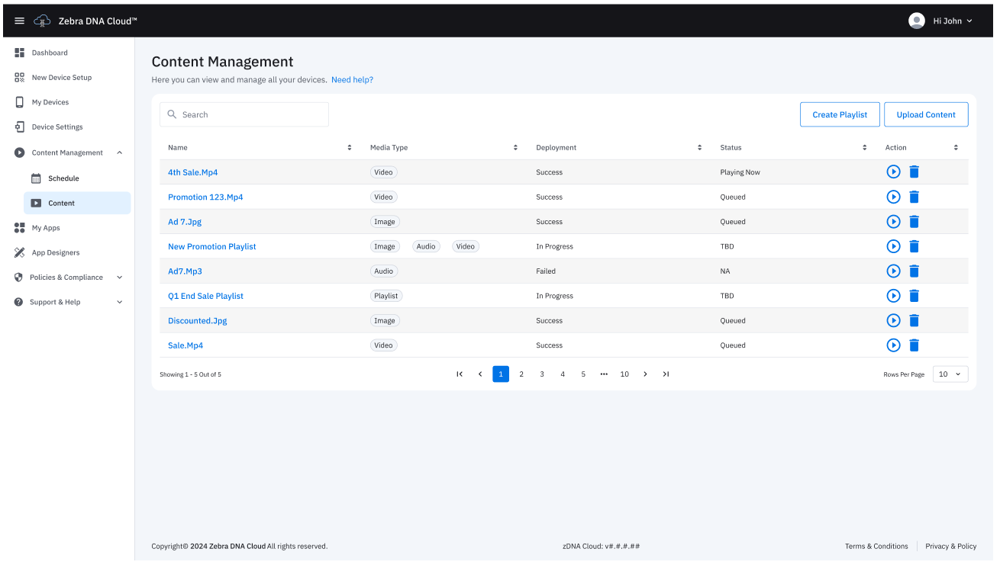 Zebra DNA Cloud™
Hi John
Dashboard
New Device Setup
My Devices
Device Settings
Content Management
Schedule
Content
My Apps
App Designers
Policies & Compliance
Support & Help
Content Management
Here you can view and manage all your devices. Need help?
Search
Create Playlist
Upload Content
Name Media Type Deployment Status Action
4th Sale.Mp4 Video Success Playing Now
Promotion 123.Mp4 Video Success Queued
Ad 7.Jpg Image Success Queued
New Promotion Playlist Image Audio Video In Progress TBD
Ad7.Mp3 Audio Failed NA
Q1 End Sale Playlist Playlist In Progress TBD
Discounted.Jpg Image Success Queued
Sale.Mp4 Video Success Queued
Showing 1 - 5 Out of 5 1 2 3 4 5 ••• 10 Rows Per Page 10
Copyright© 2024 Zebra DNA Cloud All rights reserved. zDNA Cloud: v#.#.#.## Terms & Conditions Privacy & Policy